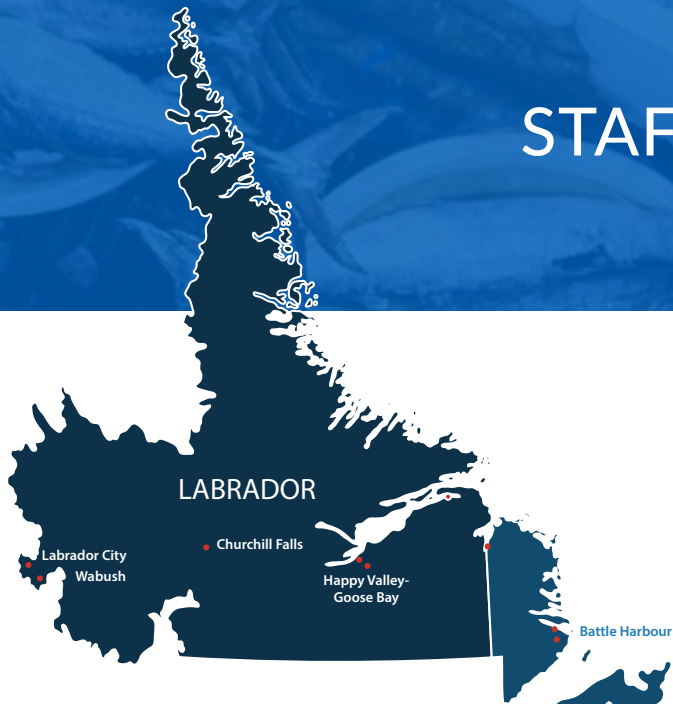 STAF
LABRADOR
Churchill Falls
Labrador City
Wabush
Happy Valley-
Goose Bay
Battle Harbour